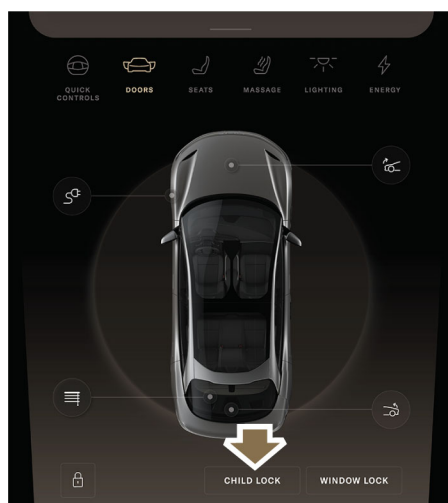 QUICK
CONTROLS
DOORS
SEATS
MASSAGE
LIGHTING
ENERGY
CHILD LOCK
WINDOW LOCK